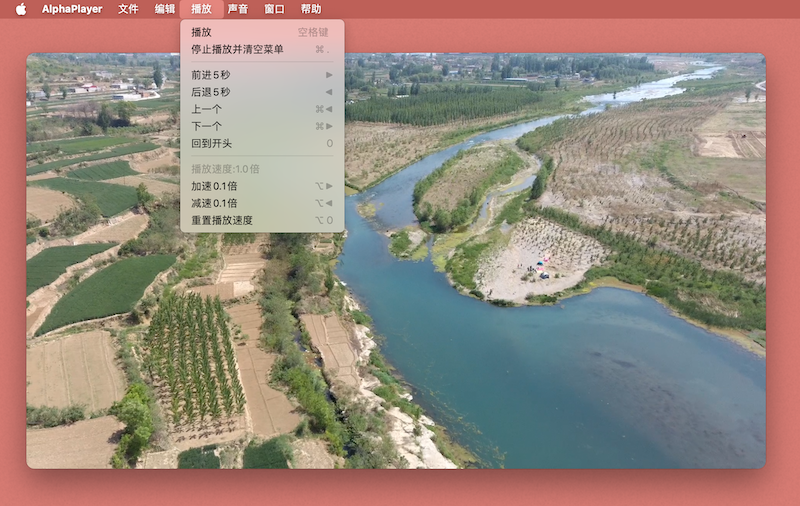 AlphaPlayer 文件 编辑 播放 声音 窗口 帮助
播放 空格键
停止播放并清空菜单 ⌘ .
前进5秒 ▶
后退5秒 ◀
上一个 ⌘◀
下一个 ⌘▶
回到开头 0
播放速度:1.0倍
加速0.1倍 ⌥▶
减速0.1倍 ⌥◀
重置播放速度 ⌥0